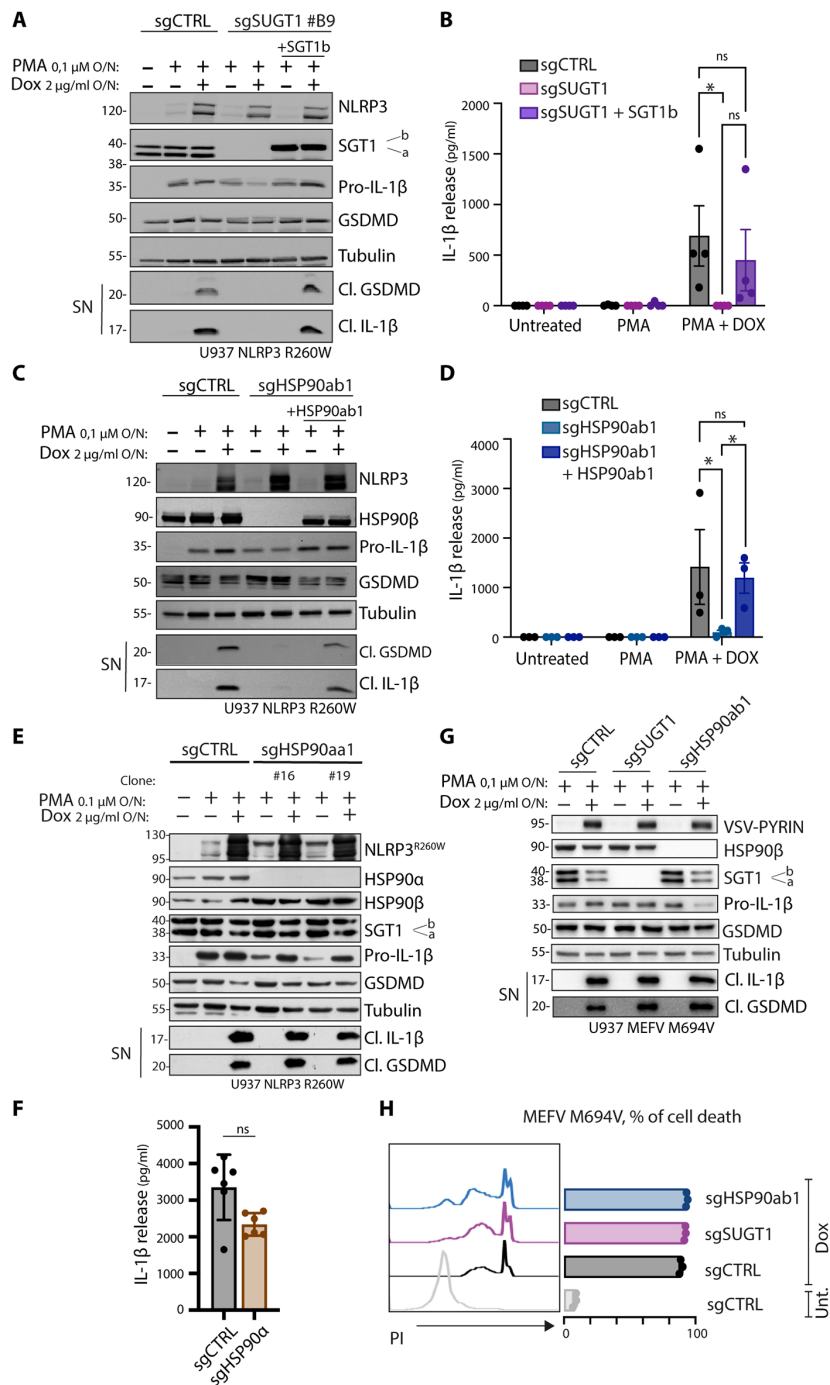 A
sgCTRL sgSUGT1 #B9
+SGT1b
PMA 0,1 µM O/N: – + + + + + +
Dox 2 µg/ml O/N: – – + – + – +
120- NLRP3
40- SGT1 b
38- a
35- Pro-IL-1β
50- GSDMD
55- Tubulin
SN
20- Cl. GSDMD
17- Cl. IL-1β
U937 NLRP3 R260W
B
sgCTRL
sgSUGT1
sgSUGT1 + SGT1b
ns
*
ns
IL-1β release (pg/ml)
2000
1500
1000
500
0
Untreated PMA PMA + DOX
C
sgCTRL sgHSP90ab1
+HSP90ab1
PMA 0,1 µM O/N: – + + + + + +
Dox 2 µg/ml O/N: – – + – + – +
120- NLRP3
90- HSP90β
35- Pro-IL-1β
50- GSDMD
55- Tubulin
SN
20- Cl. GSDMD
17- Cl. IL-1β
U937 NLRP3 R260W
D
sgCTRL
sgHSP90ab1
sgHSP90ab1
+ HSP90ab1
ns
*
*
IL-1β release (pg/ml)
4000
3000
2000
1000
0
Untreated PMA PMA + DOX
E
sgCTRL sgHSP90aa1
Clone: #16 #19
PMA 0.1 µM O/N: – + + + + + +
Dox 2 µg/ml O/N: – – + – + – +
130-
95- NLRP3R260W
90- HSP90α
90- HSP90β
40- SGT1 b
38- a
33- Pro-IL-1β
50- GSDMD
55- Tubulin
SN
17- Cl. IL-1β
20- Cl. GSDMD
U937 NLRP3 R260W
G
sgCTRL sgSUGT1 sgHSP90ab1
PMA 0,1 µM O/N: + + + + + +
Dox 2 µg/ml O/N: – + – + – +
95- VSV-PYRIN
90- HSP90β
40- SGT1 b
38- a
33- Pro-IL-1β
50- GSDMD
55- Tubulin
SN
17- Cl. IL-1β
20- Cl. GSDMD
U937 MEFV M694V
F
ns
IL-1β release (pg/ml)
5000
4000
3000
2000
1000
0
sgCTRL
sgHSP90α
H
MEFV M694V, % of cell death
sgHSP90ab1
sgSUGT1
sgCTRL
sgCTRL
Dox
Unt.
PI
0 100